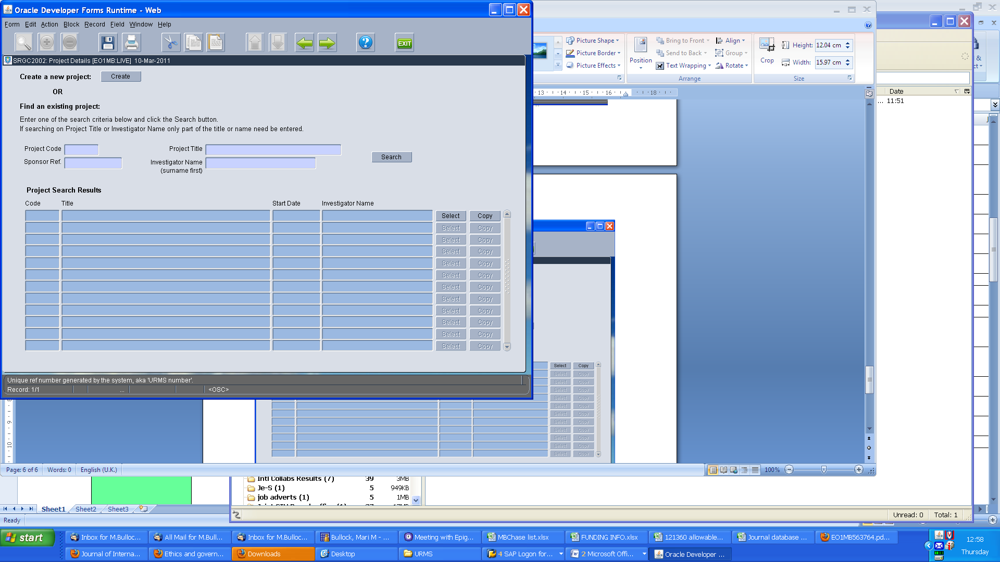 Oracle Developer Forms Runtime - Web
Form Edit Action Block Record Field Window Help
EXIT
SRGC2002: Project Details [EO1MB:LIVE] 10-Mar-2011
Create a new project: Create
OR
Find an existing project:
Enter one of the search criteria below and click the Search button.
If searching on Project Title or Investigator Name only part of the title or name need be entered.
Project Code Project Title
Search
Sponsor Ref. Investigator Name
(surname first)
Project Search Results
Code Title Start Date Investigator Name
Select Copy
Select Copy
Select Copy
Select Copy
Select Copy
Select Copy
Select Copy
Select Copy
Select Copy
Select Copy
Select Copy
Select Copy
Unique ref number generated by the system, aka 'URMS number'.
Record: 1/1 ... <OSC>
Picture Shape
Picture Border
Picture Effects
Position
Bring to Front
Send to Back
Text Wrapping
Align
Group
Rotate
Arrange
Crop
Height: 12.04 cm
Width: 15.97 cm
Size
13 14 15 16 18
Date
... 11:51
Select Copy
Select Copy
Select Copy
Select Copy
Select Copy
Select Copy
Select Copy
Select Copy
Select Copy
Select Copy
Select Copy
Select Copy
9
10
Page: 6 of 6 Words: 0 English (U.K.) 100%
Intl Collabs Results (7) 39 3MB
Je-S (1) 5 949KB
job adverts (1) 5 1MB
Sheet1 Sheet2 Sheet3
Ready
Unread: 0 Total: 1
start
Inbox for M.Bulloc... All Mail for M.Bull... Inbox for M.Bulloc... Bullock, Mari M - ... Meeting with Epig... MBChase list.xlsx FUNDING INFO.xlsx 121360 allowable... Journal database ... EO1MB563764.pd...
Journal of Interna... Ethics and govern... Downloads Desktop URMS 4 SAP Logon for... 2 Microsoft Offi... Oracle Developer ...
12:58
Thursday